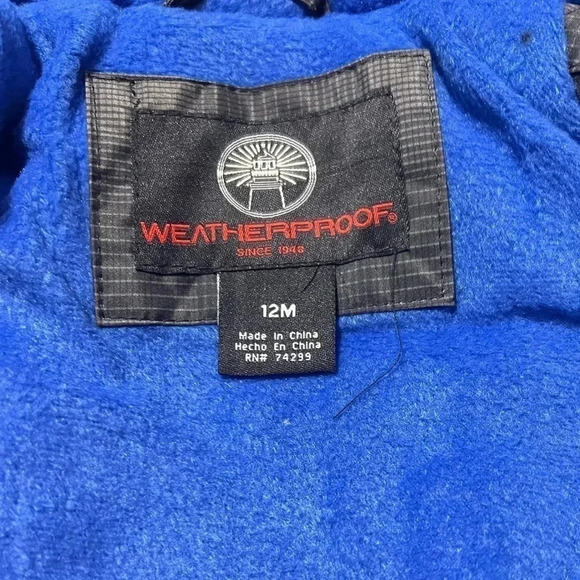 WEATHERPROOF®
SINCE 1948
12M
Made in China
Hecho En China
RN# 74299